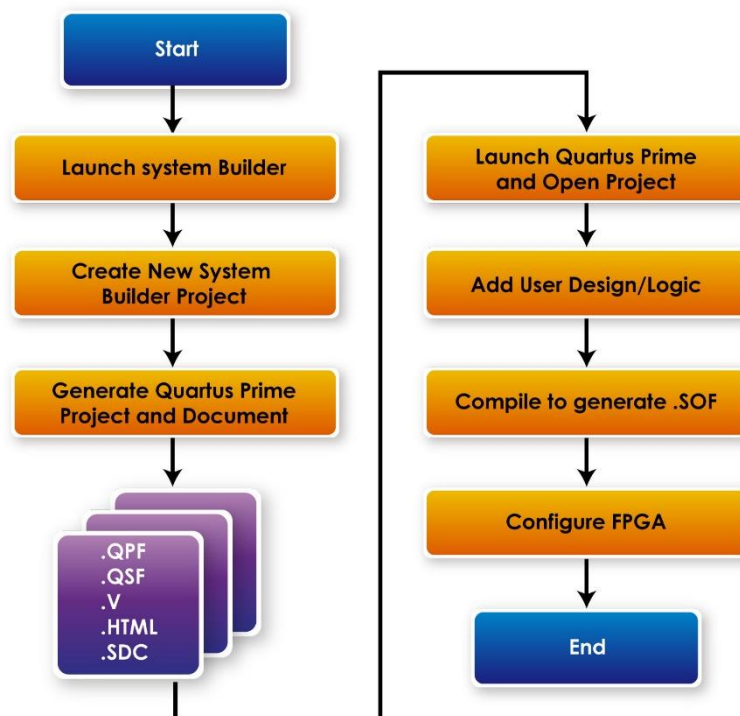 Start
Launch system Builder
Create New System
Builder Project
Generate Quartus Prime
Project and Document
.QPF
.QSF
.V
.HTML
.SDC
Launch Quartus Prime
and Open Project
Add User Design/Logic
Compile to generate .SOF
Configure FPGA
End